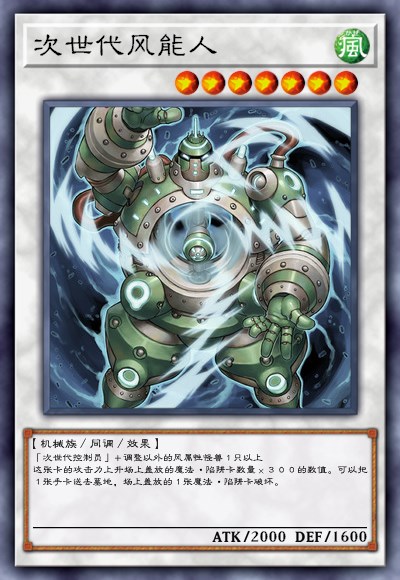 次世代风能人
風
【机械族／同调／效果】
「次世代控制员」＋调整以外的风属性怪兽１只以上
这张卡的攻击力上升场上盖放的魔法·陷阱卡数量×３００的数值。可以把
１张手卡送去墓地，场上盖放的１张魔法·陷阱卡破坏。
ATK/2000 DEF/1600